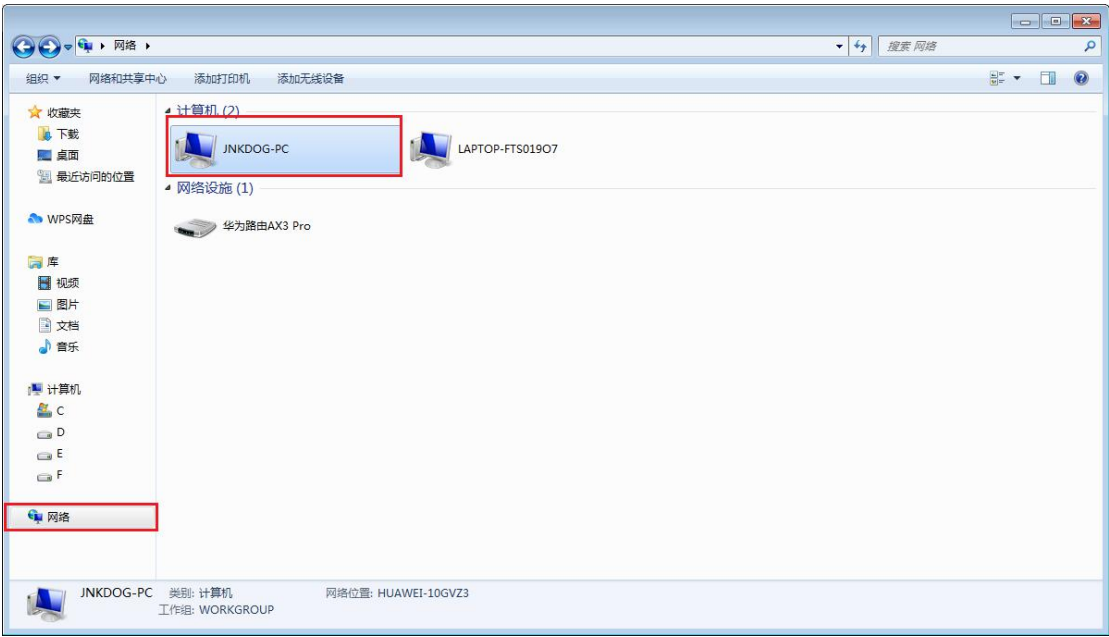 网络
搜索 网络
组织 网络和共享中心 添加打印机 添加无线设备
收藏夹
下载
桌面
最近访问的位置
WPS网盘
库
视频
图片
文档
音乐
计算机
C
D
E
F
网络
计算机 (2)
JNKDOG-PC LAPTOP-FTS019O7
网络设施 (1)
华为路由AX3 Pro
JNKDOG-PC 类别: 计算机 网络位置: HUAWEI-10GVZ3
工作组: WORKGROUP